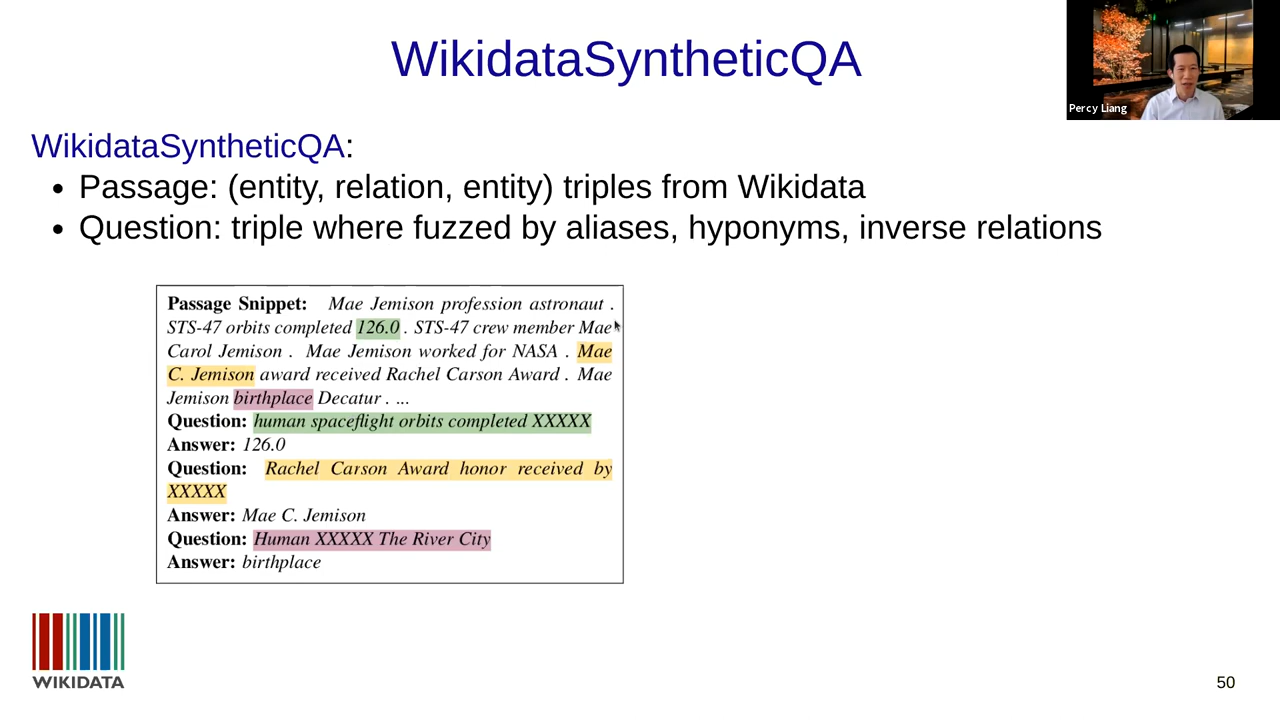 WikidataSyntheticQA
Percy Liang
WikidataSyntheticQA:
• Passage: (entity, relation, entity) triples from Wikidata
• Question: triple where fuzzed by aliases, hyponyms, inverse relations
Passage Snippet: Mae Jemison profession astronaut .
STS-47 orbits completed 126.0 . STS-47 crew member Mae
Carol Jemison . Mae Jemison worked for NASA . Mae
C. Jemison award received Rachel Carson Award . Mae
Jemison birthplace Decatur . ...
Question: human spaceflight orbits completed XXXXX
Answer: 126.0
Question: Rachel Carson Award honor received by
XXXXX
Answer: Mae C. Jemison
Question: Human XXXXX The River City
Answer: birthplace
WIKIDATA
50